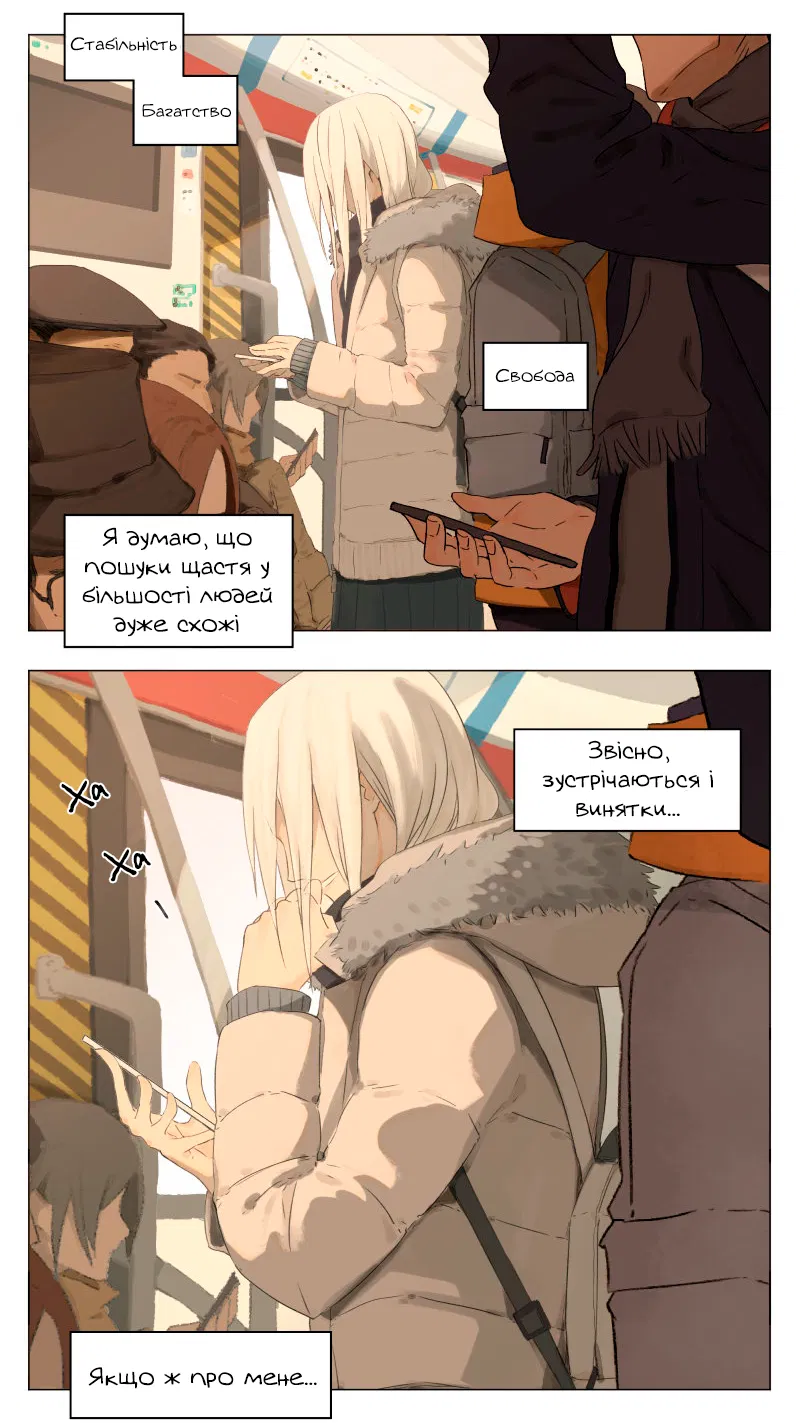 Стабільність
Багатство
Свобода
Я думаю, що
пошуки щастя у
більшості людей
дуже схожі
Звісно,
зустрічаються і
винятки...
Ха
Ха
Якщо ж про мене...